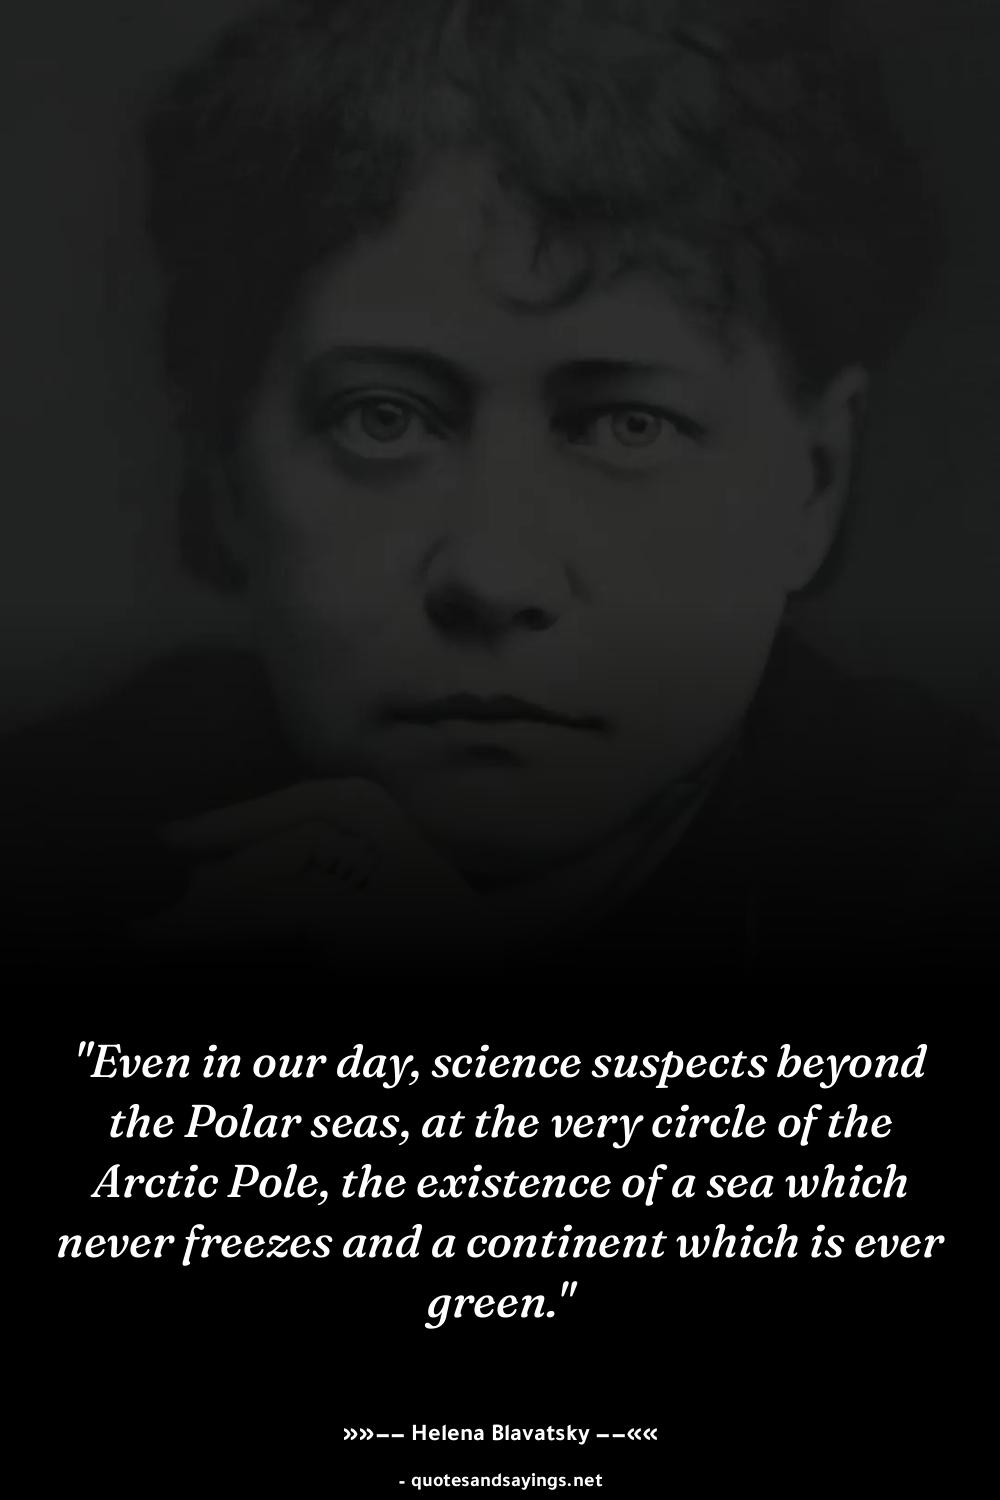 "Even in our day, science suspects beyond
the Polar seas, at the very circle of the
Arctic Pole, the existence of a sea which
never freezes and a continent which is ever
green."
»»–– Helena Blavatsky ––««
- quotesandsayings.net